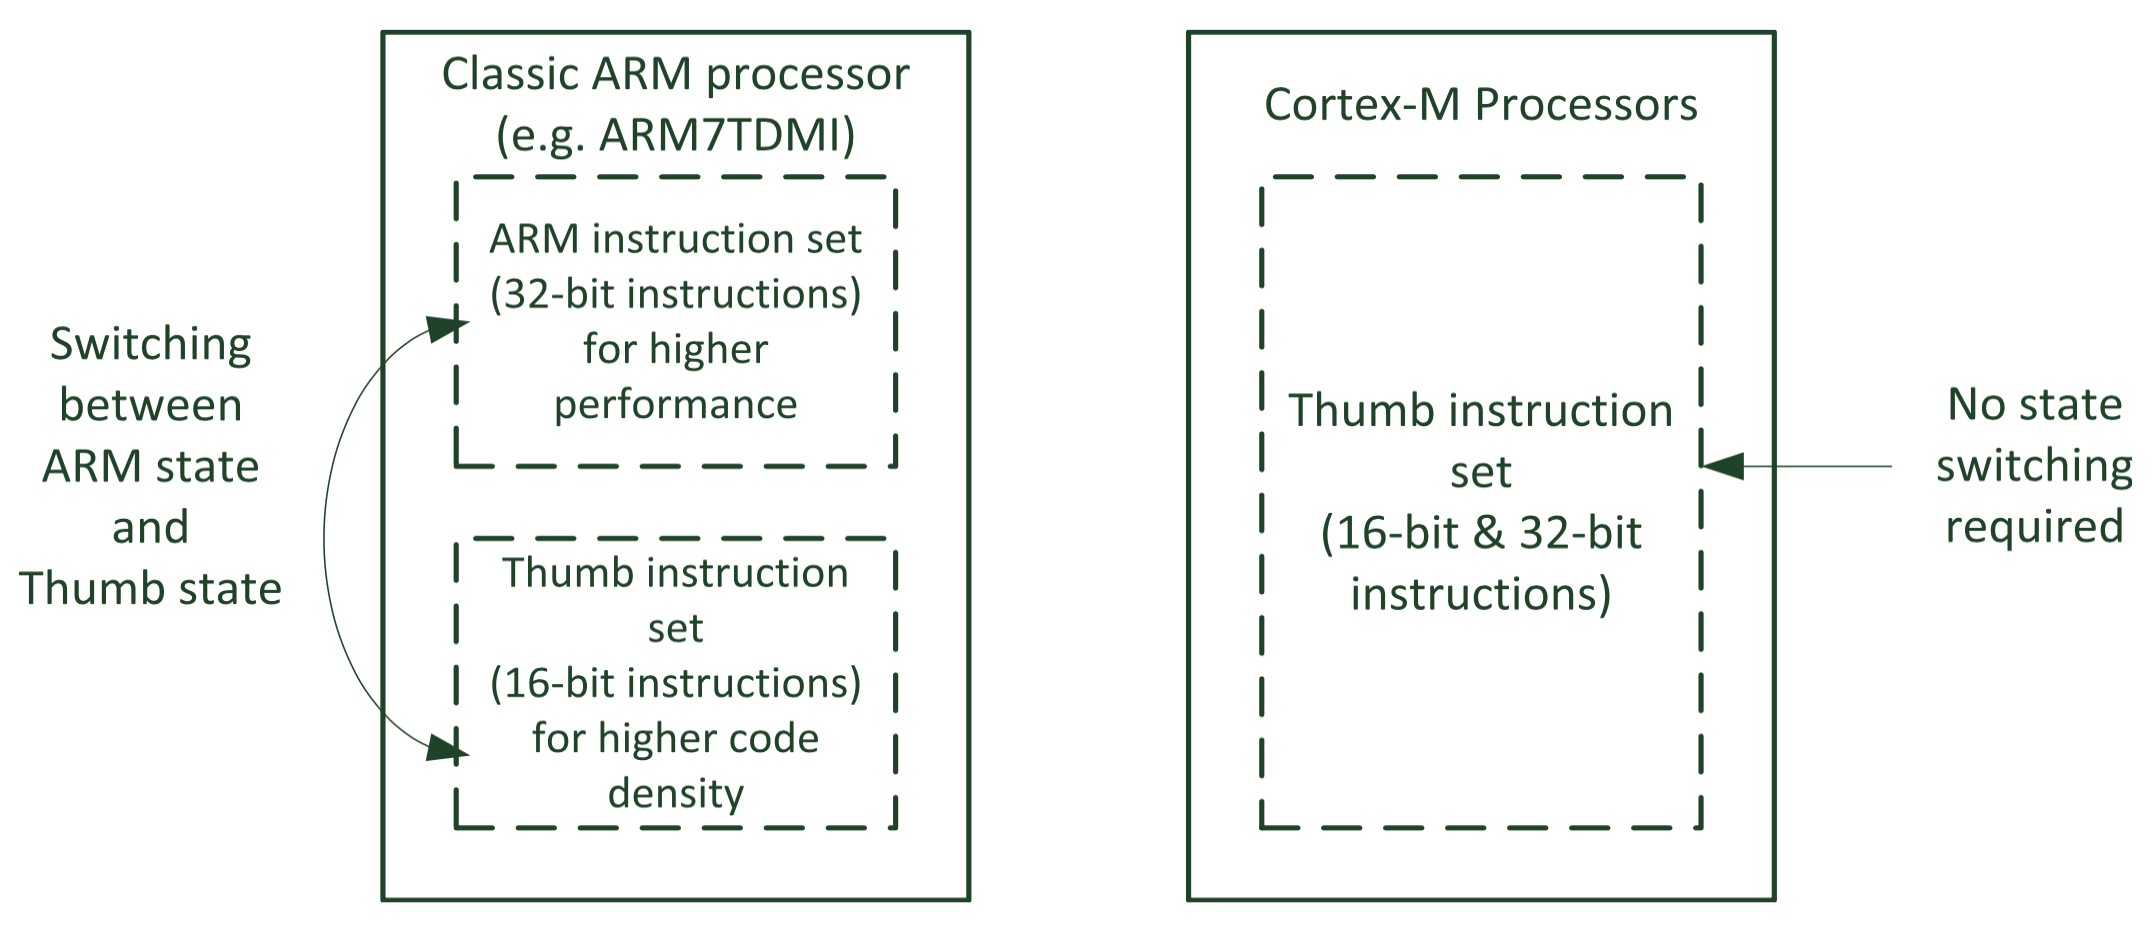 Classic ARM processor
(e.g. ARM7TDMI)
ARM instruction set
(32-bit instructions)
for higher
performance
Thumb instruction
set
(16-bit instructions)
for higher code
density
Switching
between
ARM state
and
Thumb state
Cortex-M Processors
Thumb instruction
set
(16-bit & 32-bit
instructions)
No state
switching
required